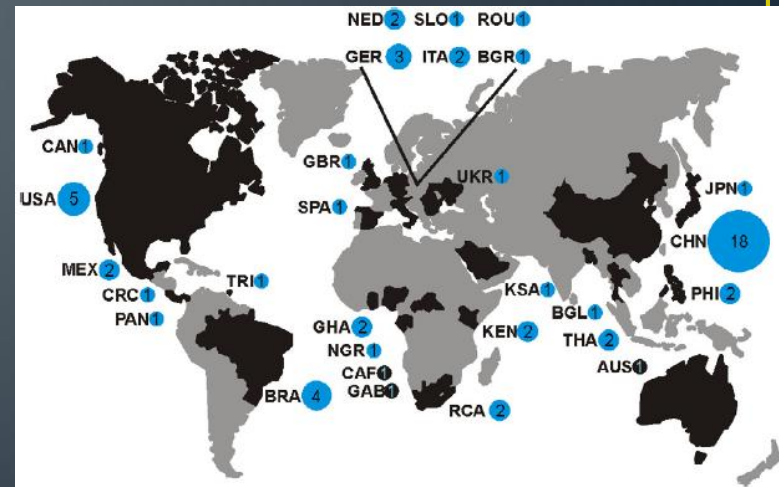 NED 2 SLO 1 ROU 1
GER 3 ITA 2 BGR 1
CAN 1
GBR 1
UKR 1
JPN 1
USA 5
SPA 1
CHN 18
MEX 2
TRI 1
KSA 1
PHI 2
CRC 1
BGL 1
PAN 1
GHA 2
KEN 2
THA 2
NGR 1
CAF 1
AUS 1
GAB 1
BRA 4
RCA 2